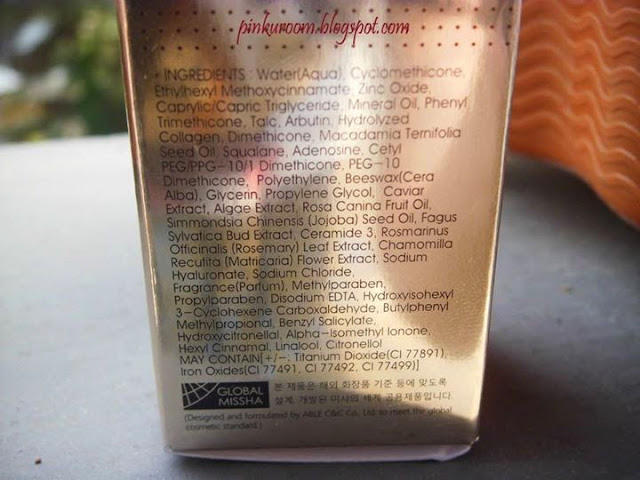 pinkuroom.blogspot.com
* INGREDIENTS : Water(Aqua), Cyclomethicone,
Ethylhexyl Methoxycinnamate, Zinc Oxide,
Caprylic/Capric Triglyceride, Mineral Oil, Phenyl
Trimethicone, Talc, Arbutin, Hydrolyzed
Collagen, Dimethicone, Macadamia Ternifolia
Seed Oil, Squalane, Adenosine, Cetyl
PEG/PPG-10/1 Dimethicone, PEG-10
Dimethicone, Polyethylene, Beeswax(Cera
Alba), Glycerin, Propylene Glycol, Caviar
Extract, Algae Extract, Rosa Canina Fruit Oil,
Simmondsia Chinensis (Jojoba) Seed Oil, Fagus
Sylvatica Bud Extract, Ceramide 3, Rosmarinus
Officinalis (Rosemary) Leaf Extract, Chamomilla
Recutita (Matricaria) Flower Extract, Sodium
Hyaluronate, Sodium Chloride,
Fragrance(Parfum), Methylparaben,
Propylparaben, Disodium EDTA, Hydroxyisohexyl
3-Cyclohexene Carboxaldehyde, Butylphenyl
Methylpropional, Benzyl Salicylate,
Hydroxycitronellal, Alpha-Isomethyl Ionone,
Hexyl Cinnamal, Linalool, Citronellol
MAY CONTAIN[+/-. Titanium Dioxide(CI 77891),
Iron Oxides(CI 77491, CI 77492, CI 77499)]
GLOBAL
MISSHA
본 제품은 해외 화장품 기준 등에 맞도록
설계, 개발된 미샤의 세계 공용제품입니다.
(Designed and formulated by ABLE C&C Co., Ltd. to meet the global
cosmetic standard.)